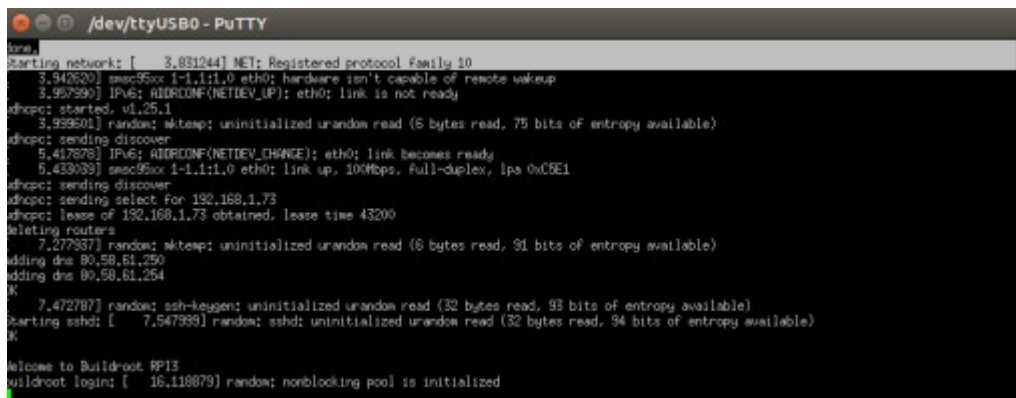 /dev/ttyUSB0 - PuTTY
done.
Starting network: [    3.831244] NET: Registered protocol family 10
    3.942620] smsc95xx 1-1.1:1.0 eth0: hardware isn't capable of remote wakeup
    3.957990] IPv6: ADDRCONF(NETDEV_UP): eth0: link is not ready
udhcpc: started, v1.25.1
    3.999601] random: mktemp: uninitialized urandom read (6 bytes read, 75 bits of entropy available)
udhcpc: sending discover
    5.417878] IPv6: ADDRCONF(NETDEV_CHANGE): eth0: link becomes ready
    5.433039] smsc95xx 1-1.1:1.0 eth0: link up, 100Mbps, full-duplex, lpa 0xC5E1
udhcpc: sending discover
udhcpc: sending select for 192.168.1.73
udhcpc: lease of 192.168.1.73 obtained, lease time 43200
deleting routers
    7.277937] random: mktemp: uninitialized urandom read (6 bytes read, 91 bits of entropy available)
adding dns 80.58.61.250
adding dns 80.58.61.254
OK
    7.472787] random: ssh-keygen: uninitialized urandom read (32 bytes read, 93 bits of entropy available)
Starting sshd: [    7.547999] random: sshd: uninitialized urandom read (32 bytes read, 94 bits of entropy available)
OK
Welcome to Buildroot RPI3
buildroot login: [   16.118879] random: nonblocking pool is initialized